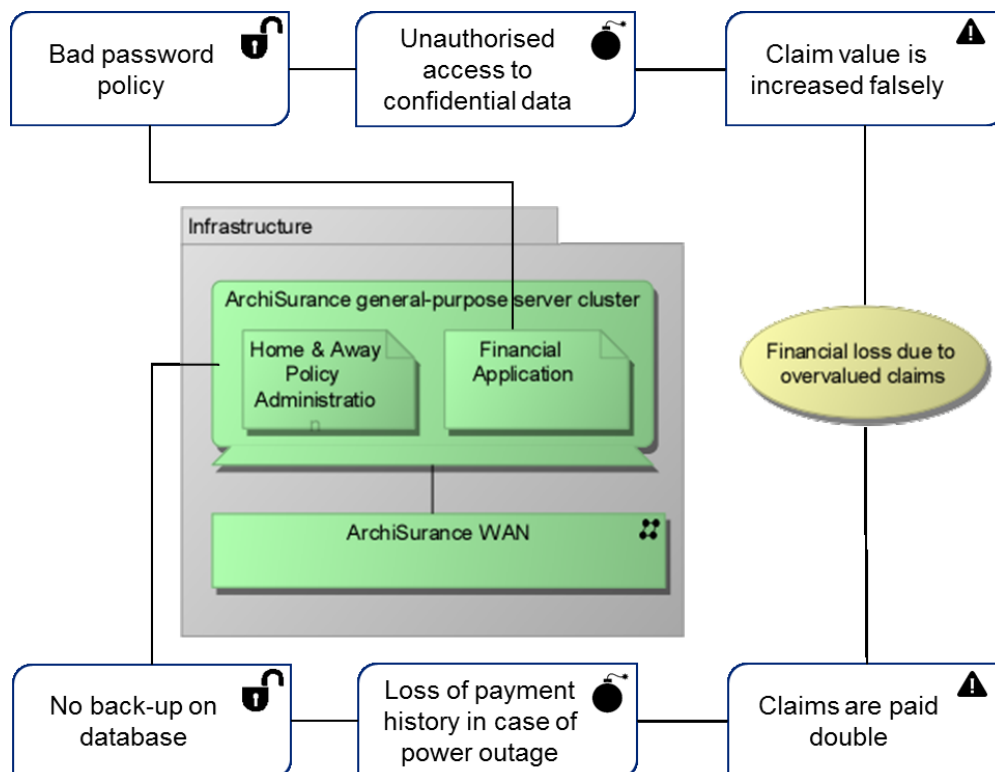 Bad password
policy
Unauthorised
access to
confidential data
Claim value is
increased falsely
Infrastructure
ArchiSurance general-purpose server cluster
Home & Away
Policy
Administratio
Financial
Application
Financial loss due to
overvalued claims
ArchiSurance WAN
No back-up on
database
Loss of payment
history in case of
power outage
Claims are paid
double